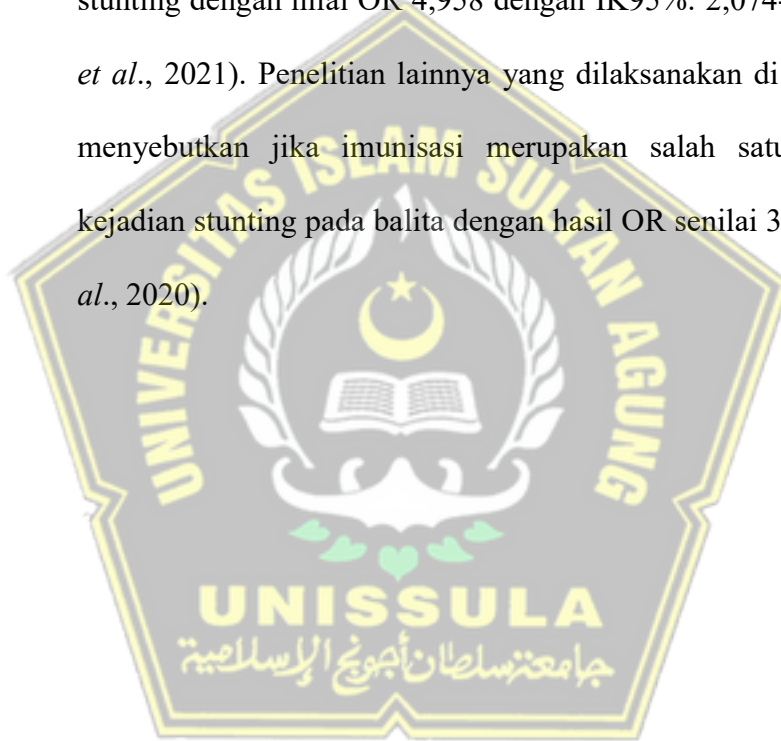 stunting dengan nilai OR 4,958 dengan IK95%: 2,074-
et al., 2021). Penelitian lainnya yang dilaksanakan di
menyebutkan jika imunisasi merupakan salah satu
kejadian stunting pada balita dengan hasil OR senilai 3
al., 2020).
UNIVERSITAS ISLAM SULTAN AGUNG
UNISSULA
جامعنسلطان أجونج الإسلامية